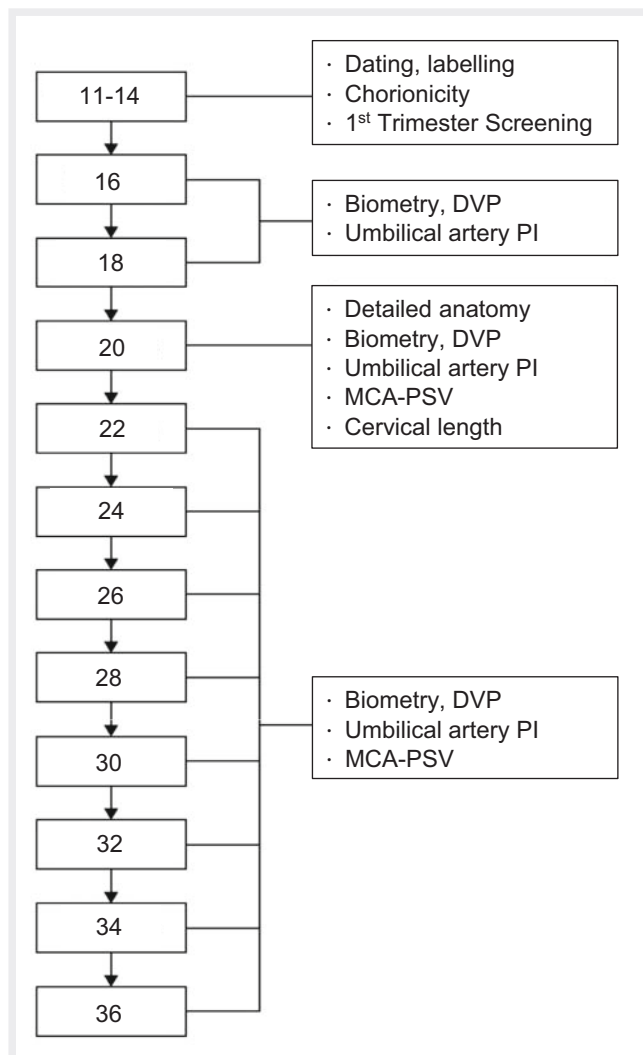 11-14
· Dating, labelling
· Chorionicity
· 1st Trimester Screening
16
18
· Biometry, DVP
· Umbilical artery PI
20
· Detailed anatomy
· Biometry, DVP
· Umbilical artery PI
· MCA-PSV
· Cervical length
22
24
26
28
30
32
34
36
· Biometry, DVP
· Umbilical artery PI
· MCA-PSV